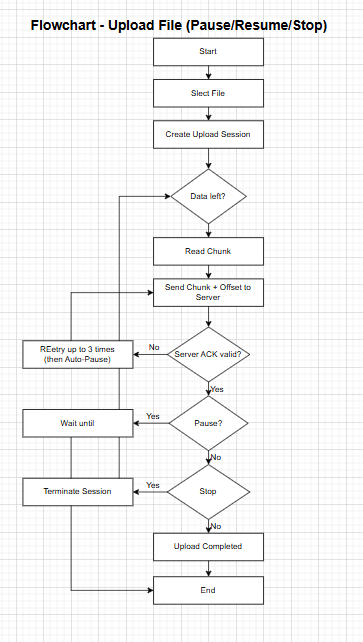 Flowchart - Upload File (Pause/Resume/Stop)
Start
Slect File
Create Upload Session
Data left?
Read Chunk
Send Chunk + Offset to
Server
No
REetry up to 3 times
(then Auto-Pause)
Server ACK valid?
Yes
Wait until
Yes
Pause?
No
Terminate Session
Yes
Stop
No
Upload Completed
End